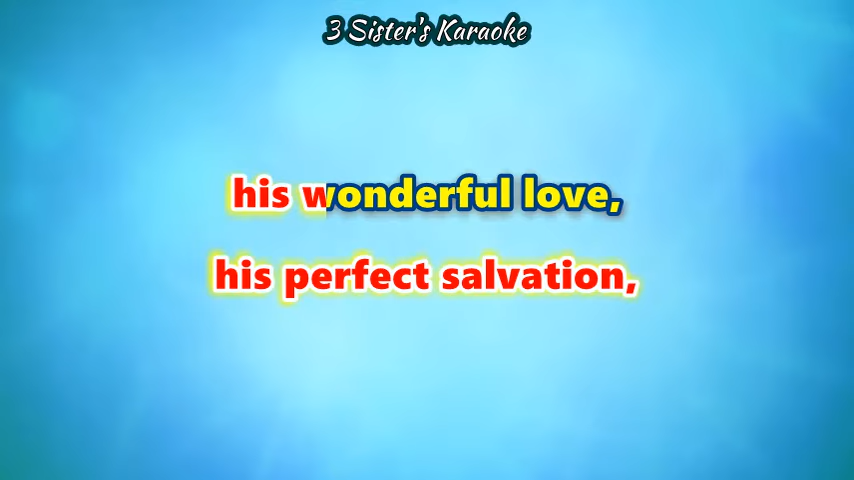 3 Sister's Karaoke
his wonderful love,
his perfect salvation,